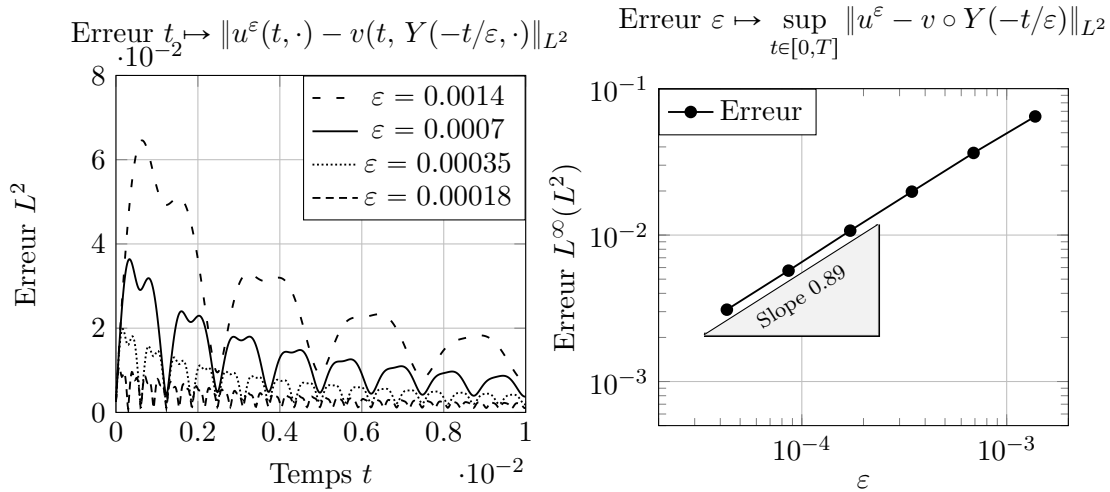 Erreur t ↦ ‖u^ε(t, ·) − v(t, Y(−t/ε, ·)‖_{L²}
·10⁻²
8
6
4
2
0
Erreur L²
ε = 0.0014
ε = 0.0007
ε = 0.00035
ε = 0.00018
0 0.2 0.4 0.6 0.8 1
Temps t
·10⁻²
Erreur ε ↦ sup_{t∈[0,T]} ‖u^ε − v ∘ Y(−t/ε)‖_{L²}
10⁻¹
10⁻²
10⁻³
Erreur L^∞(L²)
Erreur
Slope 0.89
10⁻⁴ 10⁻³
ε